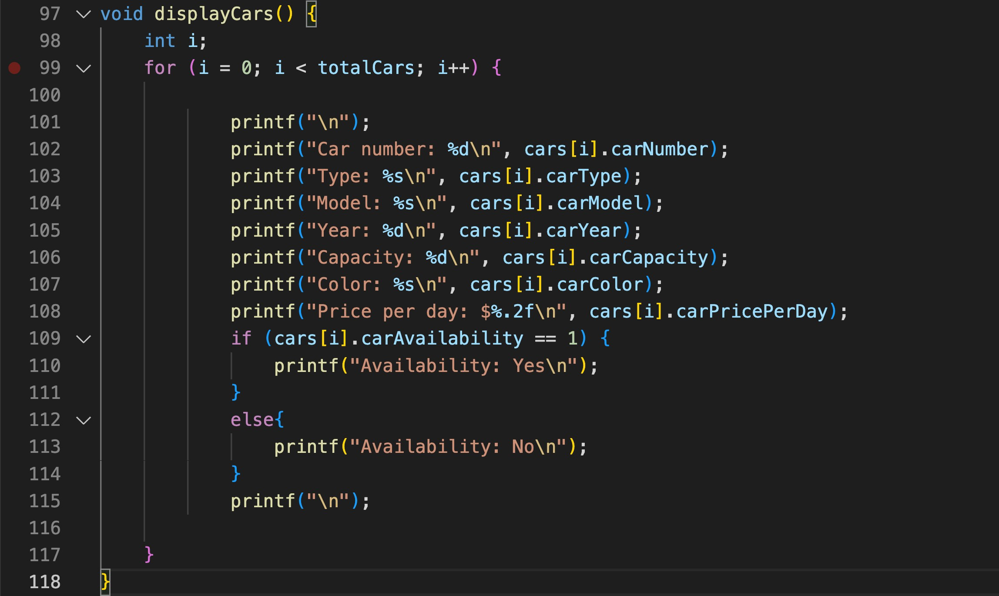 97 void displayCars() {
98     int i;
99     for (i = 0; i < totalCars; i++) {
100
101             printf("\n");
102             printf("Car number: %d\n", cars[i].carNumber);
103             printf("Type: %s\n", cars[i].carType);
104             printf("Model: %s\n", cars[i].carModel);
105             printf("Year: %d\n", cars[i].carYear);
106             printf("Capacity: %d\n", cars[i].carCapacity);
107             printf("Color: %s\n", cars[i].carColor);
108             printf("Price per day: $%.2f\n", cars[i].carPricePerDay);
109             if (cars[i].carAvailability == 1) {
110                 printf("Availability: Yes\n");
111             }
112             else{
113                 printf("Availability: No\n");
114             }
115             printf("\n");
116
117     }
118 }